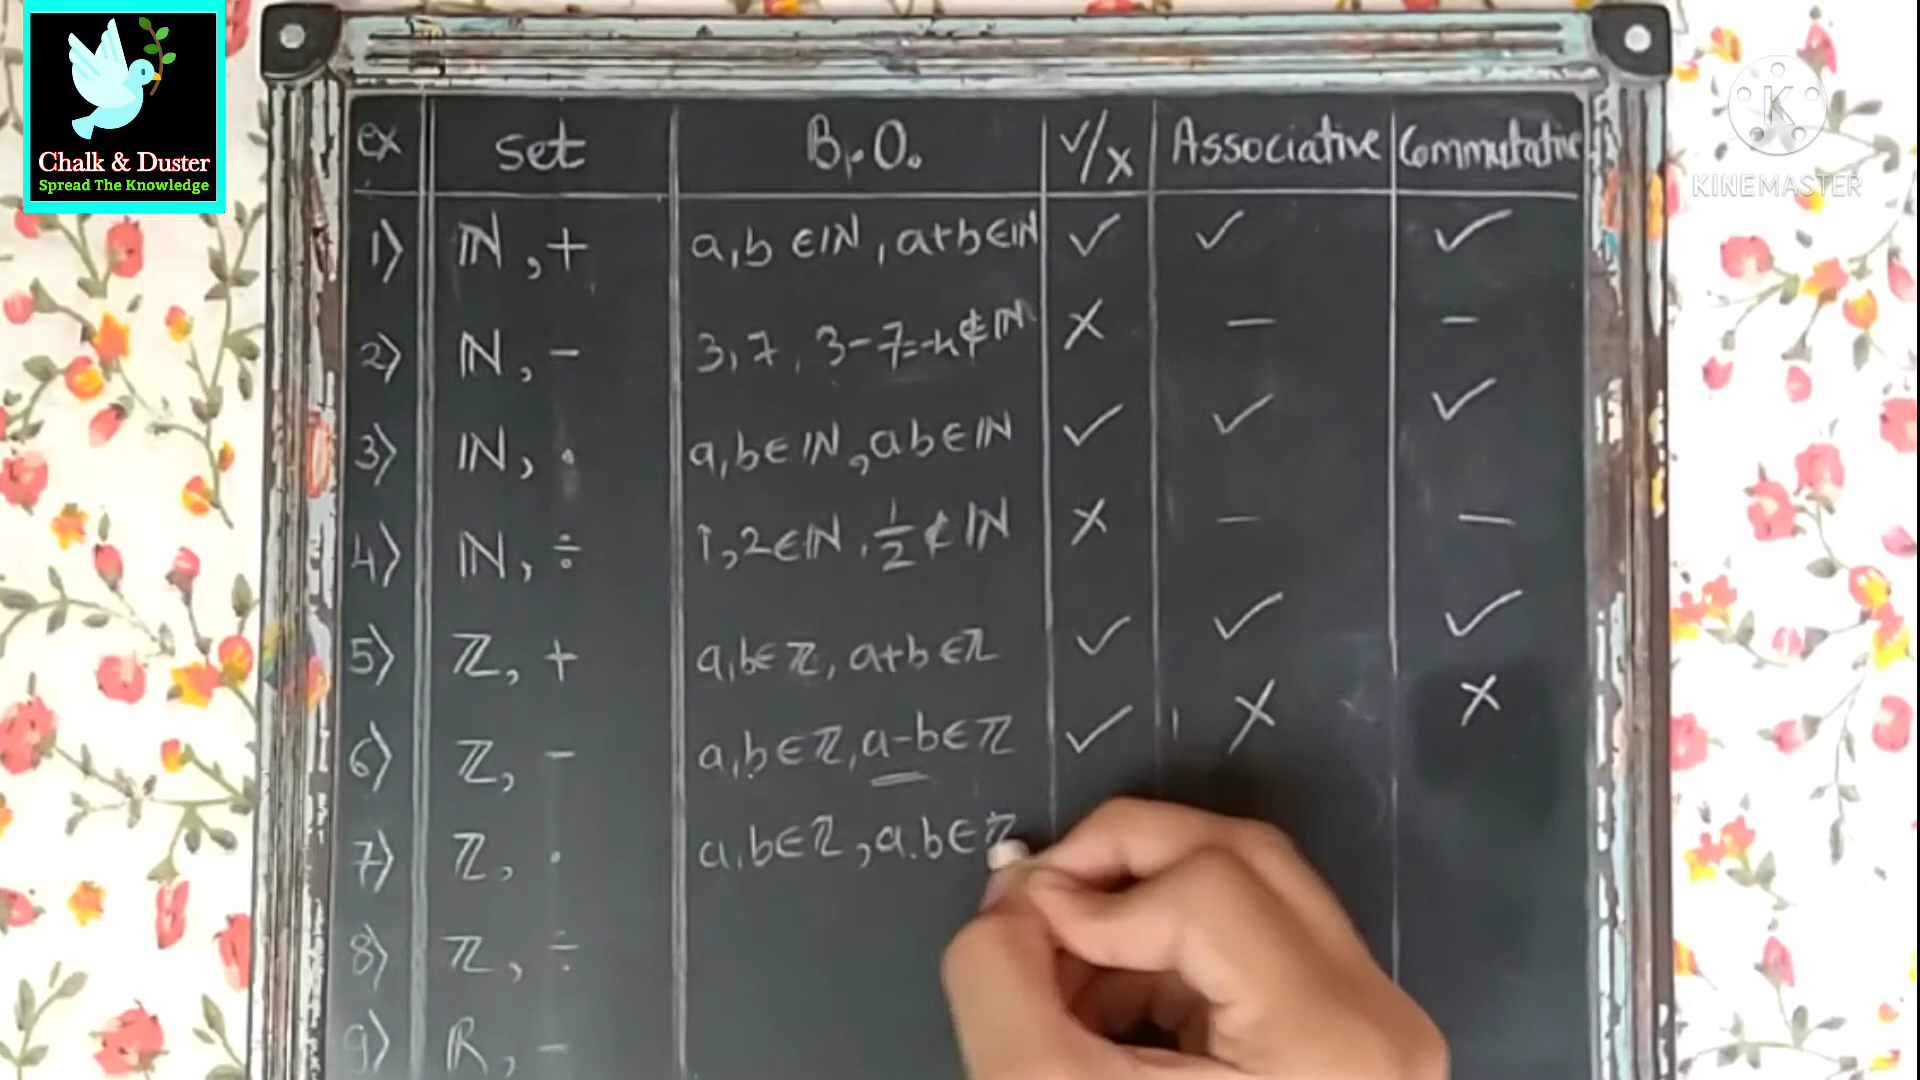 Chalk & Duster
Spread The Knowledge
K
KINEMASTER
ex set B.O. ✓/x Associative Commutative
1) ℕ, + a,b ∈ ℕ, a+b ∈ ℕ ✓ ✓ ✓
2) ℕ, − 3,7, 3−7=-4 ∉ ℕ X − −
3) ℕ, · a,b ∈ ℕ, ab ∈ ℕ ✓ ✓ ✓
4) ℕ, ÷ 1,2 ∈ ℕ, 1/2 ∉ ℕ X − −
5) ℤ, + a,b ∈ ℤ, a+b ∈ ℤ ✓ ✓ ✓
6) ℤ, − a,b ∈ ℤ, a−b ∈ ℤ ✓ X X
7) ℤ, · a,b ∈ ℤ, a.b ∈ ℤ
8) ℤ, ÷
9) ℝ, −